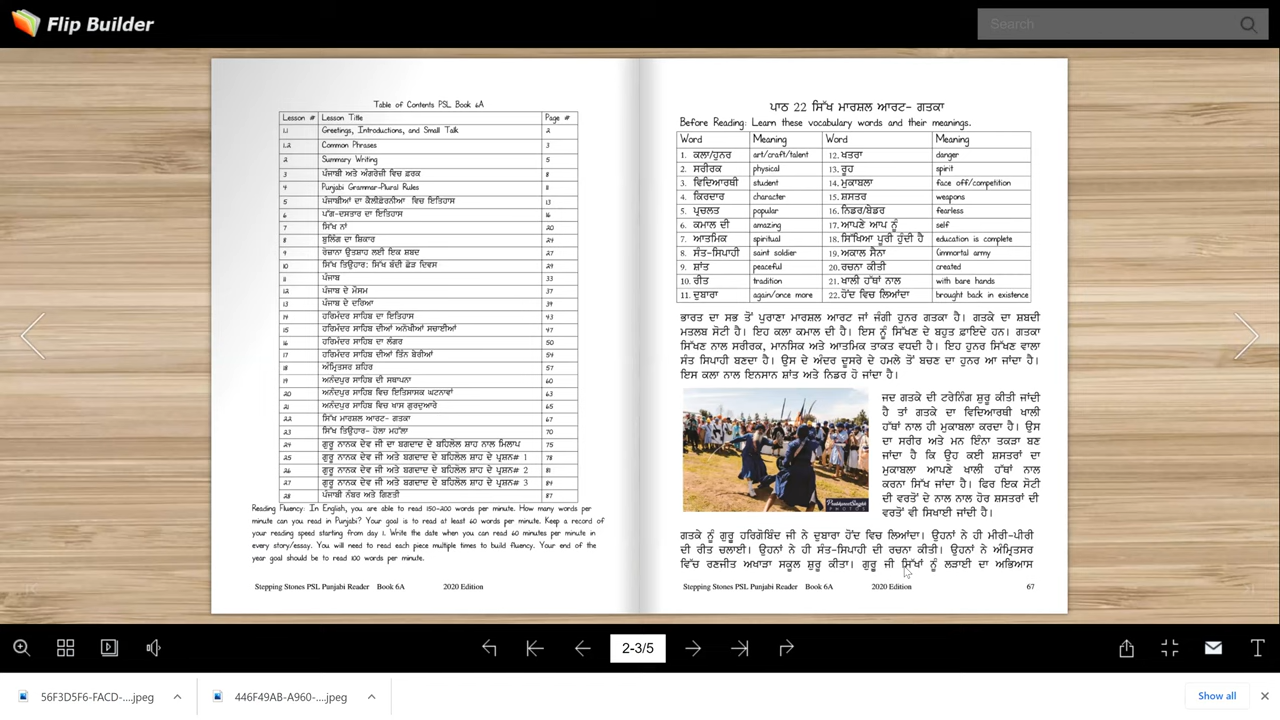 Flip Builder
Search
Table of Contents PSL Book 6A
Lesson # Lesson Title Page #
1.1 Greetings, Introductions, and Small Talk 2
1.2 Common Phrases 3
2 Summary Writing 5
3 ਪੰਜਾਬੀ ਅਤੇ ਅੰਗਰੇਜ਼ੀ ਵਿਚ ਫ਼ਰਕ 8
4 Punjabi Grammar-Plural Rules 11
5 ਪੰਜਾਬੀਆਂ ਦਾ ਕੈਲੀਫ਼ੋਰਨੀਆ ਵਿਚ ਇਤਿਹਾਸ 13
6 ਪੱਗ-ਦਸਤਾਰ ਦਾ ਇਤਿਹਾਸ 16
7 ਸਿੱਖ ਨਾਂ 20
8 ਬੁਲਿੰਗ ਦਾ ਸ਼ਿਕਾਰ 24
9 ਰੋਜ਼ਾਨਾ ਉਤਸ਼ਾਹ ਲਈ ਇਕ ਸ਼ਬਦ 27
10 ਸਿੱਖ ਤਿਉਹਾਰ: ਸਿੱਖ ਬੰਦੀ ਛੋੜ ਦਿਵਸ 29
11 ਪੰਜਾਬ 33
12 ਪੰਜਾਬ ਦੇ ਮੌਸਮ 37
13 ਪੰਜਾਬ ਦੇ ਦਰਿਆ 39
14 ਹਰਿਮੰਦਰ ਸਾਹਿਬ ਦਾ ਇਤਿਹਾਸ 43
15 ਹਰਿਮੰਦਰ ਸਾਹਿਬ ਦੀਆਂ ਅਨੋਖੀਆਂ ਸਚਾਈਆਂ 47
16 ਹਰਿਮੰਦਰ ਸਾਹਿਬ ਦਾ ਲੰਗਰ 50
17 ਹਰਿਮੰਦਰ ਸਾਹਿਬ ਦੀਆਂ ਤਿੰਨ ਬੇਰੀਆਂ 54
18 ਅੰਮ੍ਰਿਤਸਰ ਸ਼ਹਿਰ 57
19 ਅਨੰਦਪੁਰ ਸਾਹਿਬ ਦੀ ਸਥਾਪਨਾ 60
20 ਅਨੰਦਪੁਰ ਸਾਹਿਬ ਵਿਚ ਇਤਿਸਾਸਕ ਘਟਨਾਵਾਂ 63
21 ਅਨੰਦਪੁਰ ਸਾਹਿਬ ਵਿਚ ਖਾਸ ਗੁਰਦੁਆਰੇ 65
22 ਸਿੱਖ ਮਾਰਸ਼ਲ ਆਰਟ- ਗਤਕਾ 67
23 ਸਿੱਖ ਤਿਉਹਾਰ- ਹੋਲਾ ਮਹੱਲਾ 70
24 ਗੁਰੂ ਨਾਨਕ ਦੇਵ ਜੀ ਦਾ ਬਗਦਾਦ ਦੇ ਬਹਿਲੋਲ ਸ਼ਾਹ ਨਾਲ ਮਿਲਾਪ 75
25 ਗੁਰੂ ਨਾਨਕ ਦੇਵ ਜੀ ਅਤੇ ਬਗਦਾਦ ਦੇ ਬਹਿਲੋਲ ਸ਼ਾਹ ਦੇ ਪ੍ਰਸ਼ਨ# 1 78
26 ਗੁਰੂ ਨਾਨਕ ਦੇਵ ਜੀ ਅਤੇ ਬਗਦਾਦ ਦੇ ਬਹਿਲੋਲ ਸ਼ਾਹ ਦੇ ਪ੍ਰਸ਼ਨ# 2 81
27 ਗੁਰੂ ਨਾਨਕ ਦੇਵ ਜੀ ਅਤੇ ਬਗਦਾਦ ਦੇ ਬਹਿਲੋਲ ਸ਼ਾਹ ਦੇ ਪ੍ਰਸ਼ਨ# 3 84
28 ਪੰਜਾਬੀ ਨੰਬਰ ਅਤੇ ਗਿਣਤੀ 87
Reading Fluency: In English, you are able to read 150-200 words per minute. How many words per
minute can you read in Punjabi? Your goal is to read at least 60 words per minute. Keep a record of
your reading speed starting from day 1. Write the date when you can read 60 minutes per minute in
every story/essay. You will need to read each piece multiple times to build fluency. Your end of the
year goal should be to read 100 words per minute.
Stepping Stones PSL Punjabi Reader Book 6A 2020 Edition
ਪਾਠ 22 ਸਿੱਖ ਮਾਰਸ਼ਲ ਆਰਟ- ਗਤਕਾ
Before Reading: Learn these vocabulary words and their meanings.
Word Meaning Word Meaning
1. ਕਲਾ/ਹੁਨਰ art/craft/talent 12. ਖਤਰਾ danger
2. ਸਰੀਰਕ physical 13. ਰੂਹ spirit
3. ਵਿਦਿਆਰਥੀ student 14. ਮੁਕਾਬਲਾ face off/competition
4. ਕਿਰਦਾਰ character 15. ਸ਼ਸਤਰ weapons
5. ਪ੍ਰਚਲਤ popular 16. ਨਿਡਰ/ਬੇਡਰ fearless
6. ਕਮਾਲ ਦੀ amazing 17. ਆਪਣੇ ਆਪ ਨੂੰ self
7. ਆਤਮਿਕ spiritual 18. ਸਿੱਖਿਆ ਪੂਰੀ ਹੁੰਦੀ ਹੈ education is complete
8. ਸੰਤ-ਸਿਪਾਹੀ saint soldier 19. ਅਕਾਲ ਸੈਨਾ (immortal army
9. ਸ਼ਾਂਤ peaceful 20. ਰਚਨਾ ਕੀਤੀ created
10. ਰੀਤ tradition 21. ਖਾਲੀ ਹੱਥਾਂ ਨਾਲ with bare hands
11. ਦੁਬਾਰਾ again/once more 22. ਹੋਂਦ ਵਿਚ ਲਿਆਂਦਾ brought back in existence
ਭਾਰਤ ਦਾ ਸਭ ਤੋਂ ਪੁਰਾਣਾ ਮਾਰਸ਼ਲ ਆਰਟ ਜਾਂ ਜੰਗੀ ਹੁਨਰ ਗਤਕਾ ਹੈ। ਗਤਕੇ ਦਾ ਸ਼ਬਦੀ
ਮਤਲਬ ਸੋਟੀ ਹੈ। ਇਹ ਕਲਾ ਕਮਾਲ ਦੀ ਹੈ। ਇਸ ਨੂੰ ਸਿੱਖਣ ਦੇ ਬਹੁਤ ਫ਼ਾਇਦੇ ਹਨ। ਗਤਕਾ
ਸਿੱਖਣ ਨਾਲ ਸਰੀਰਕ, ਮਾਨਸਿਕ ਅਤੇ ਆਤਮਿਕ ਤਾਕਤ ਵਧਦੀ ਹੈ। ਇਹ ਹੁਨਰ ਸਿੱਖਣ ਵਾਲਾ
ਸੰਤ ਸਿਪਾਹੀ ਬਣਦਾ ਹੈ। ਉਸ ਦੇ ਅੰਦਰ ਦੂਸਰੇ ਦੇ ਹਮਲੇ ਤੋਂ ਬਚਣ ਦਾ ਹੁਨਰ ਆ ਜਾਂਦਾ ਹੈ।
ਇਸ ਕਲਾ ਨਾਲ ਇਨਸਾਨ ਸ਼ਾਂਤ ਅਤੇ ਨਿਡਰ ਹੋ ਜਾਂਦਾ ਹੈ।
ਜਦ ਗਤਕੇ ਦੀ ਟਰੇਨਿੰਗ ਸ਼ੁਰੂ ਕੀਤੀ ਜਾਂਦੀ
ਹੈ ਤਾਂ ਗਤਕੇ ਦਾ ਵਿਦਿਆਰਥੀ ਖਾਲੀ
ਹੱਥਾਂ ਨਾਲ ਹੀ ਮੁਕਾਬਲਾ ਕਰਦਾ ਹੈ। ਉਸ
ਦਾ ਸਰੀਰ ਅਤੇ ਮਨ ਇੰਨਾ ਤਕੜਾ ਬਣ
ਜਾਂਦਾ ਹੈ ਕਿ ਉਹ ਕਈ ਸ਼ਸਤਰਾਂ ਦਾ
ਮੁਕਾਬਲਾ ਆਪਣੇ ਖਾਲੀ ਹੱਥਾਂ ਨਾਲ
ਕਰਨਾ ਸਿੱਖ ਜਾਂਦਾ ਹੈ। ਫਿਰ ਇਕ ਸੋਟੀ
ਦੀ ਵਰਤੋਂ ਦੇ ਨਾਲ ਨਾਲ ਹੋਰ ਸ਼ਸਤਰਾਂ ਦੀ
ਵਰਤੋਂ ਵੀ ਸਿਖਾਈ ਜਾਂਦੀ ਹੈ।
PHOTOS
ਗਤਕੇ ਨੂੰ ਗੁਰੂ ਹਰਿਗੋਬਿੰਦ ਜੀ ਨੇ ਦੁਬਾਰਾ ਹੋਂਦ ਵਿਚ ਲਿਆਂਦਾ। ਉਹਨਾਂ ਨੇ ਹੀ ਮੀਰੀ-ਪੀਰੀ
ਦੀ ਰੀਤ ਚਲਾਈ। ਉਹਨਾਂ ਨੇ ਹੀ ਸੰਤ-ਸਿਪਾਹੀ ਦੀ ਰਚਨਾ ਕੀਤੀ। ਉਹਨਾਂ ਨੇ ਅੰਮ੍ਰਿਤਸਰ
ਵਿੱਚ ਰਣਜੀਤ ਅਖਾੜਾ ਸਕੂਲ ਸ਼ੁਰੂ ਕੀਤਾ। ਗੁਰੂ ਜੀ ਸਿੱਖਾਂ ਨੂੰ ਲੜਾਈ ਦਾ ਅਭਿਆਸ
Stepping Stones PSL Punjabi Reader Book 6A 2020 Edition 67
2-3/5
56F3D5F6-FACD-....jpeg
446F49AB-A960-....jpeg
Show all